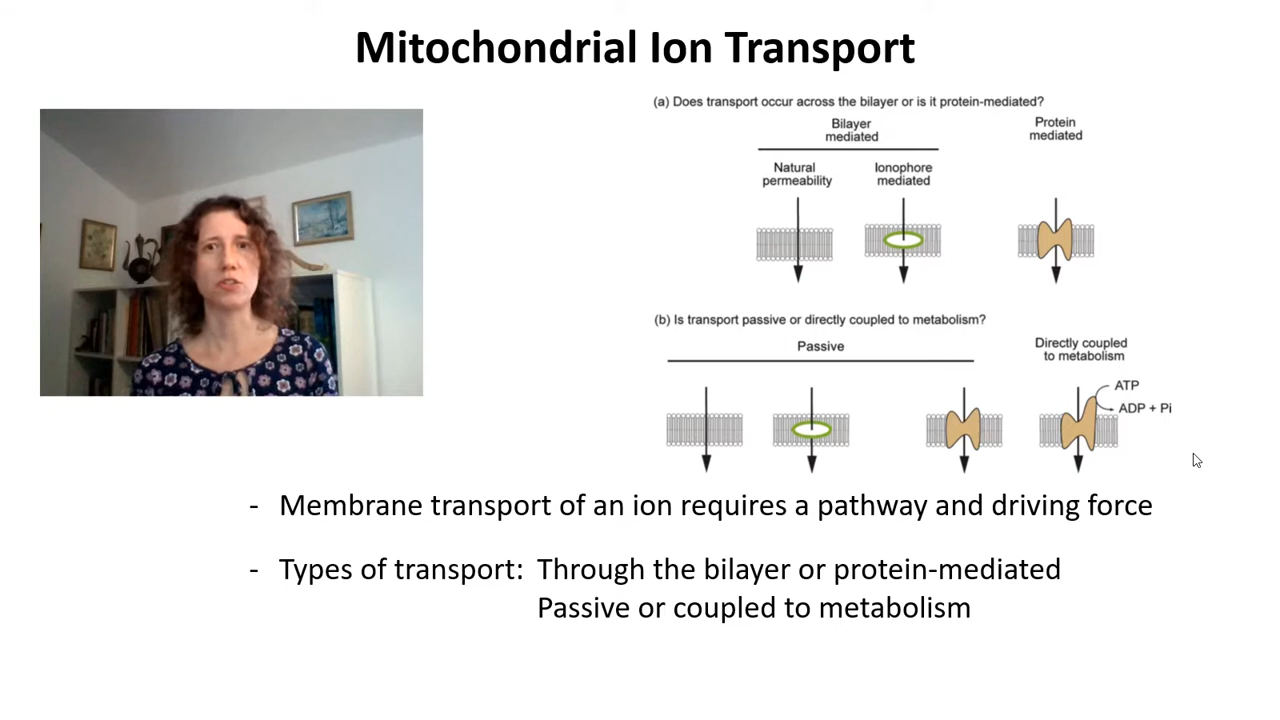 Mitochondrial Ion Transport
(a) Does transport occur across the bilayer or is it protein-mediated?
Bilayer
mediated
Protein
mediated
Natural
permeability
Ionophore
mediated
(b) Is transport passive or directly coupled to metabolism?
Passive
Directly coupled
to metabolism
ATP
ADP + Pi
- Membrane transport of an ion requires a pathway and driving force
- Types of transport: Through the bilayer or protein-mediated
Passive or coupled to metabolism